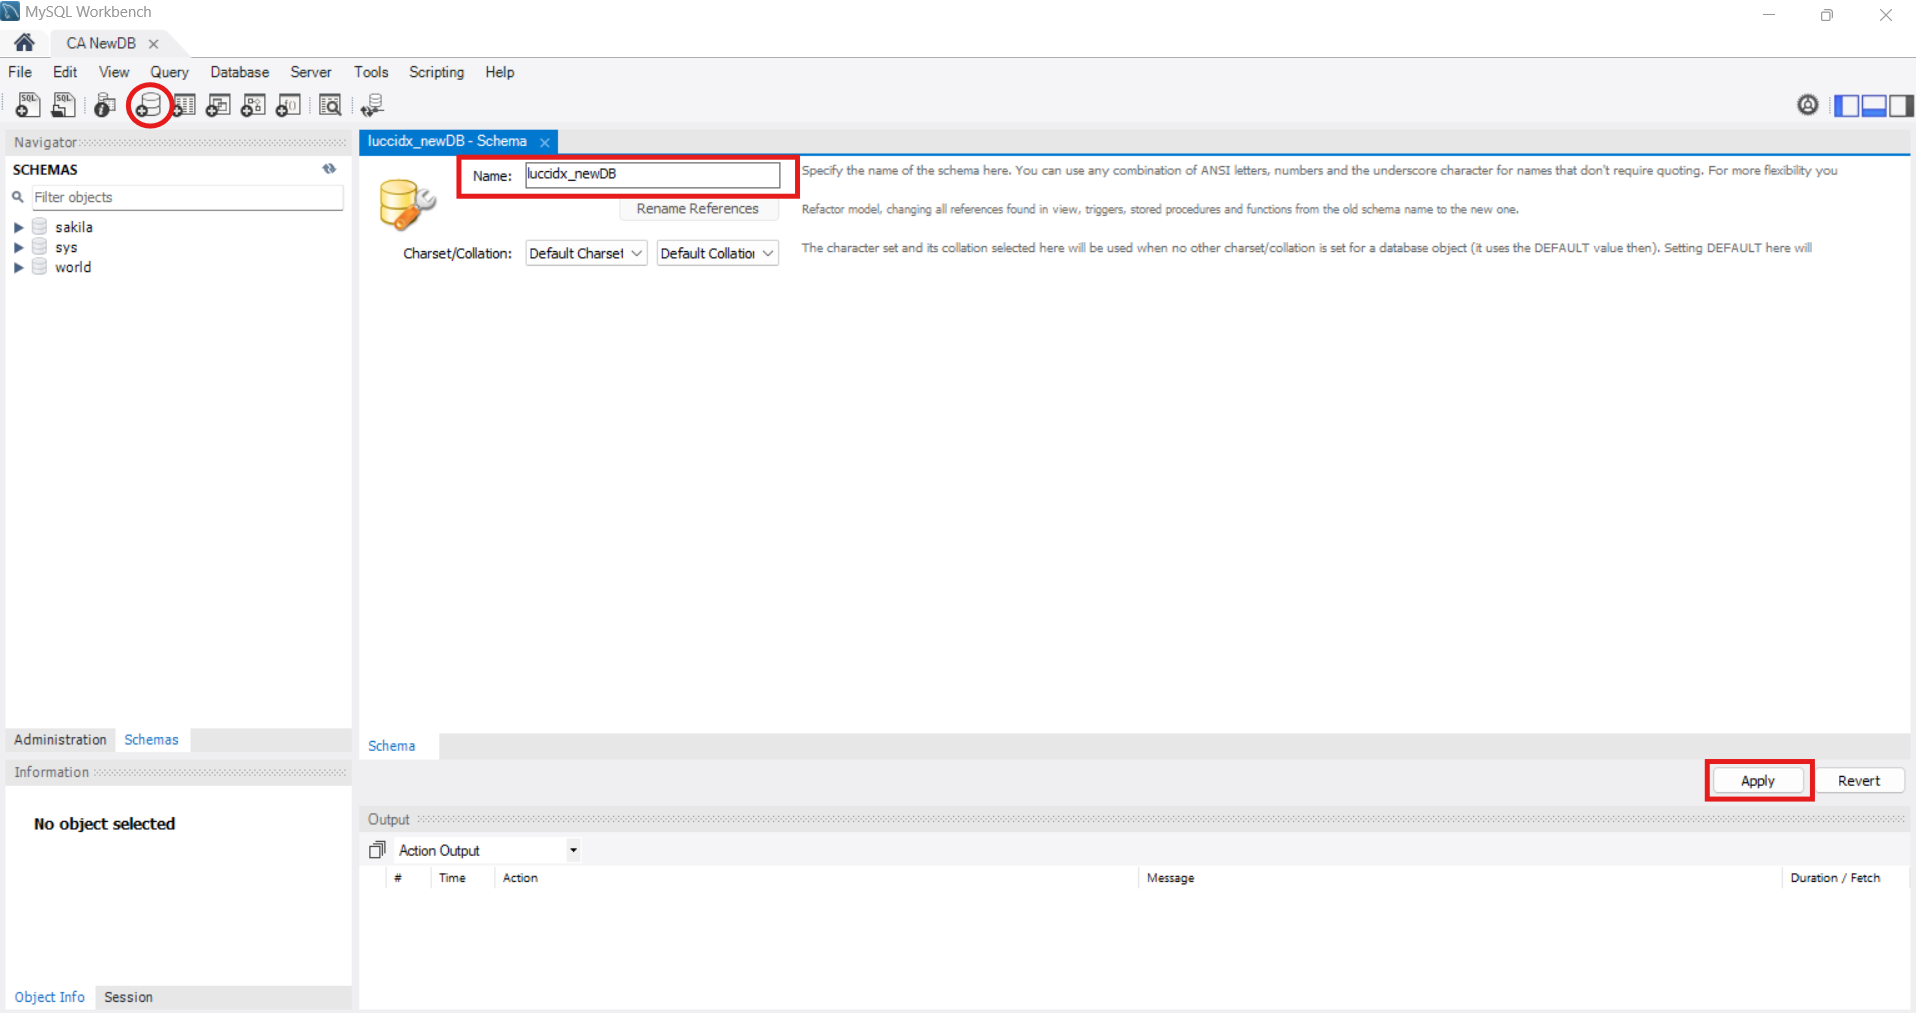 MySQL Workbench
CA NewDB
File Edit View Query Database Server Tools Scripting Help
SQL SQL
Navigator
SCHEMAS
Filter objects
sakila
sys
world
Administration Schemas
Information
No object selected
Object Info Session
luccidx_newDB - Schema
Name: luccidx_newDB
Specify the name of the schema here. You can use any combination of ANSI letters, numbers and the underscore character for names that don't require quoting. For more flexibility you
Rename References
Refactor model, changing all references found in view, triggers, stored procedures and functions from the old schema name to the new one.
Charset/Collation: Default Charset Default Collation
The character set and its collation selected here will be used when no other charset/collation is set for a database object (it uses the DEFAULT value then). Setting DEFAULT here will
Schema
Apply Revert
Output
Action Output
# Time Action Message Duration / Fetch